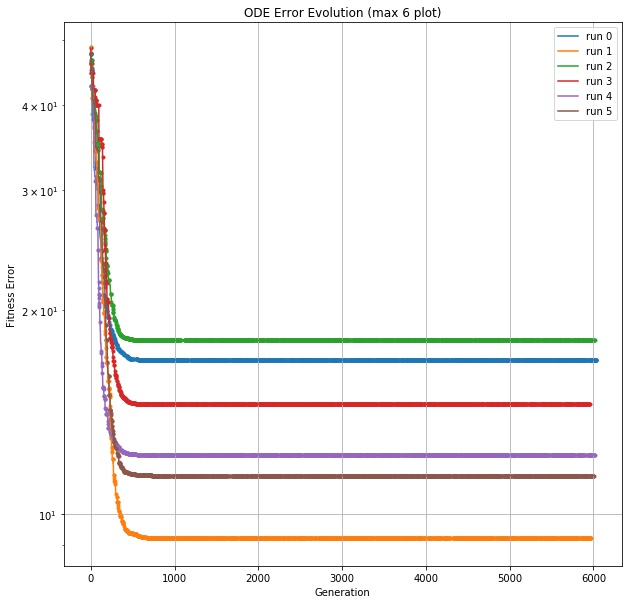 ODE Error Evolution (max 6 plot)
run 0
run 1
run 2
run 3
run 4
run 5
4 × 10¹
3 × 10¹
2 × 10¹
10¹
Fitness Error
0 1000 2000 3000 4000 5000 6000
Generation